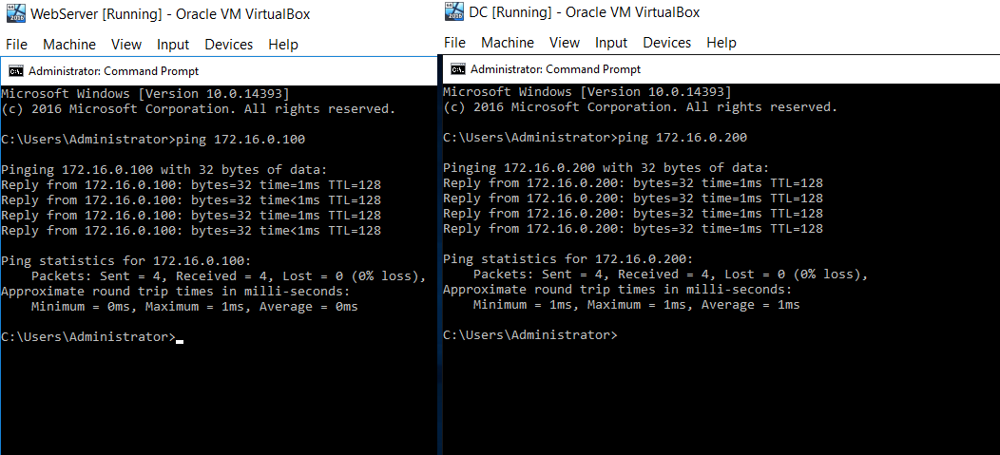 WebServer [Running] - Oracle VM VirtualBox
File Machine View Input Devices Help
Administrator: Command Prompt
Microsoft Windows [Version 10.0.14393]
(c) 2016 Microsoft Corporation. All rights reserved.
C:\Users\Administrator>ping 172.16.0.100
Pinging 172.16.0.100 with 32 bytes of data:
Reply from 172.16.0.100: bytes=32 time=1ms TTL=128
Reply from 172.16.0.100: bytes=32 time<1ms TTL=128
Reply from 172.16.0.100: bytes=32 time=1ms TTL=128
Reply from 172.16.0.100: bytes=32 time<1ms TTL=128
Ping statistics for 172.16.0.100:
Packets: Sent = 4, Received = 4, Lost = 0 (0% loss),
Approximate round trip times in milli-seconds:
Minimum = 0ms, Maximum = 1ms, Average = 0ms
C:\Users\Administrator>
DC [Running] - Oracle VM VirtualBox
File Machine View Input Devices Help
Administrator: Command Prompt
Microsoft Windows [Version 10.0.14393]
(c) 2016 Microsoft Corporation. All rights reserved.
C:\Users\Administrator>ping 172.16.0.200
Pinging 172.16.0.200 with 32 bytes of data:
Reply from 172.16.0.200: bytes=32 time=1ms TTL=128
Reply from 172.16.0.200: bytes=32 time=1ms TTL=128
Reply from 172.16.0.200: bytes=32 time=1ms TTL=128
Reply from 172.16.0.200: bytes=32 time=1ms TTL=128
Ping statistics for 172.16.0.200:
Packets: Sent = 4, Received = 4, Lost = 0 (0% loss),
Approximate round trip times in milli-seconds:
Minimum = 1ms, Maximum = 1ms, Average = 1ms
C:\Users\Administrator>